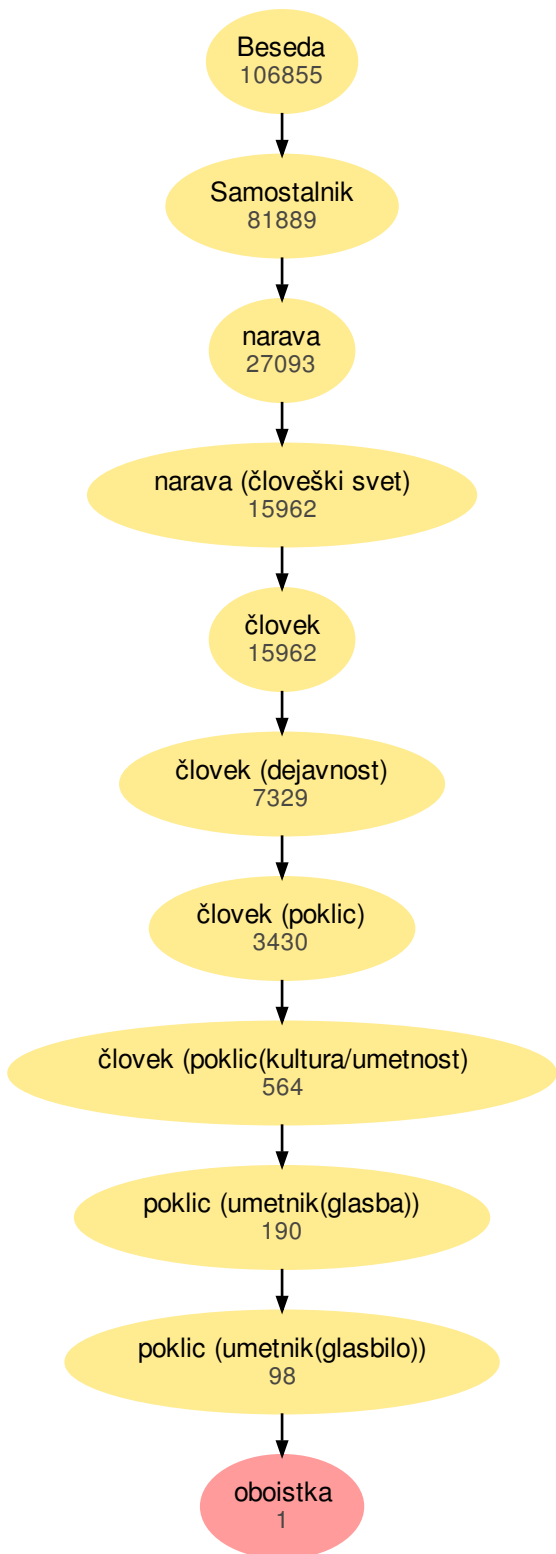 Beseda
106855
Samostalnik
81889
narava
27093
narava (človeški svet)
15962
človek
15962
človek (dejavnost)
7329
človek (poklic)
3430
človek (poklic(kultura/umetnost)
564
poklic (umetnik(glasba))
190
poklic (umetnik(glasbilo))
98
oboistka
1